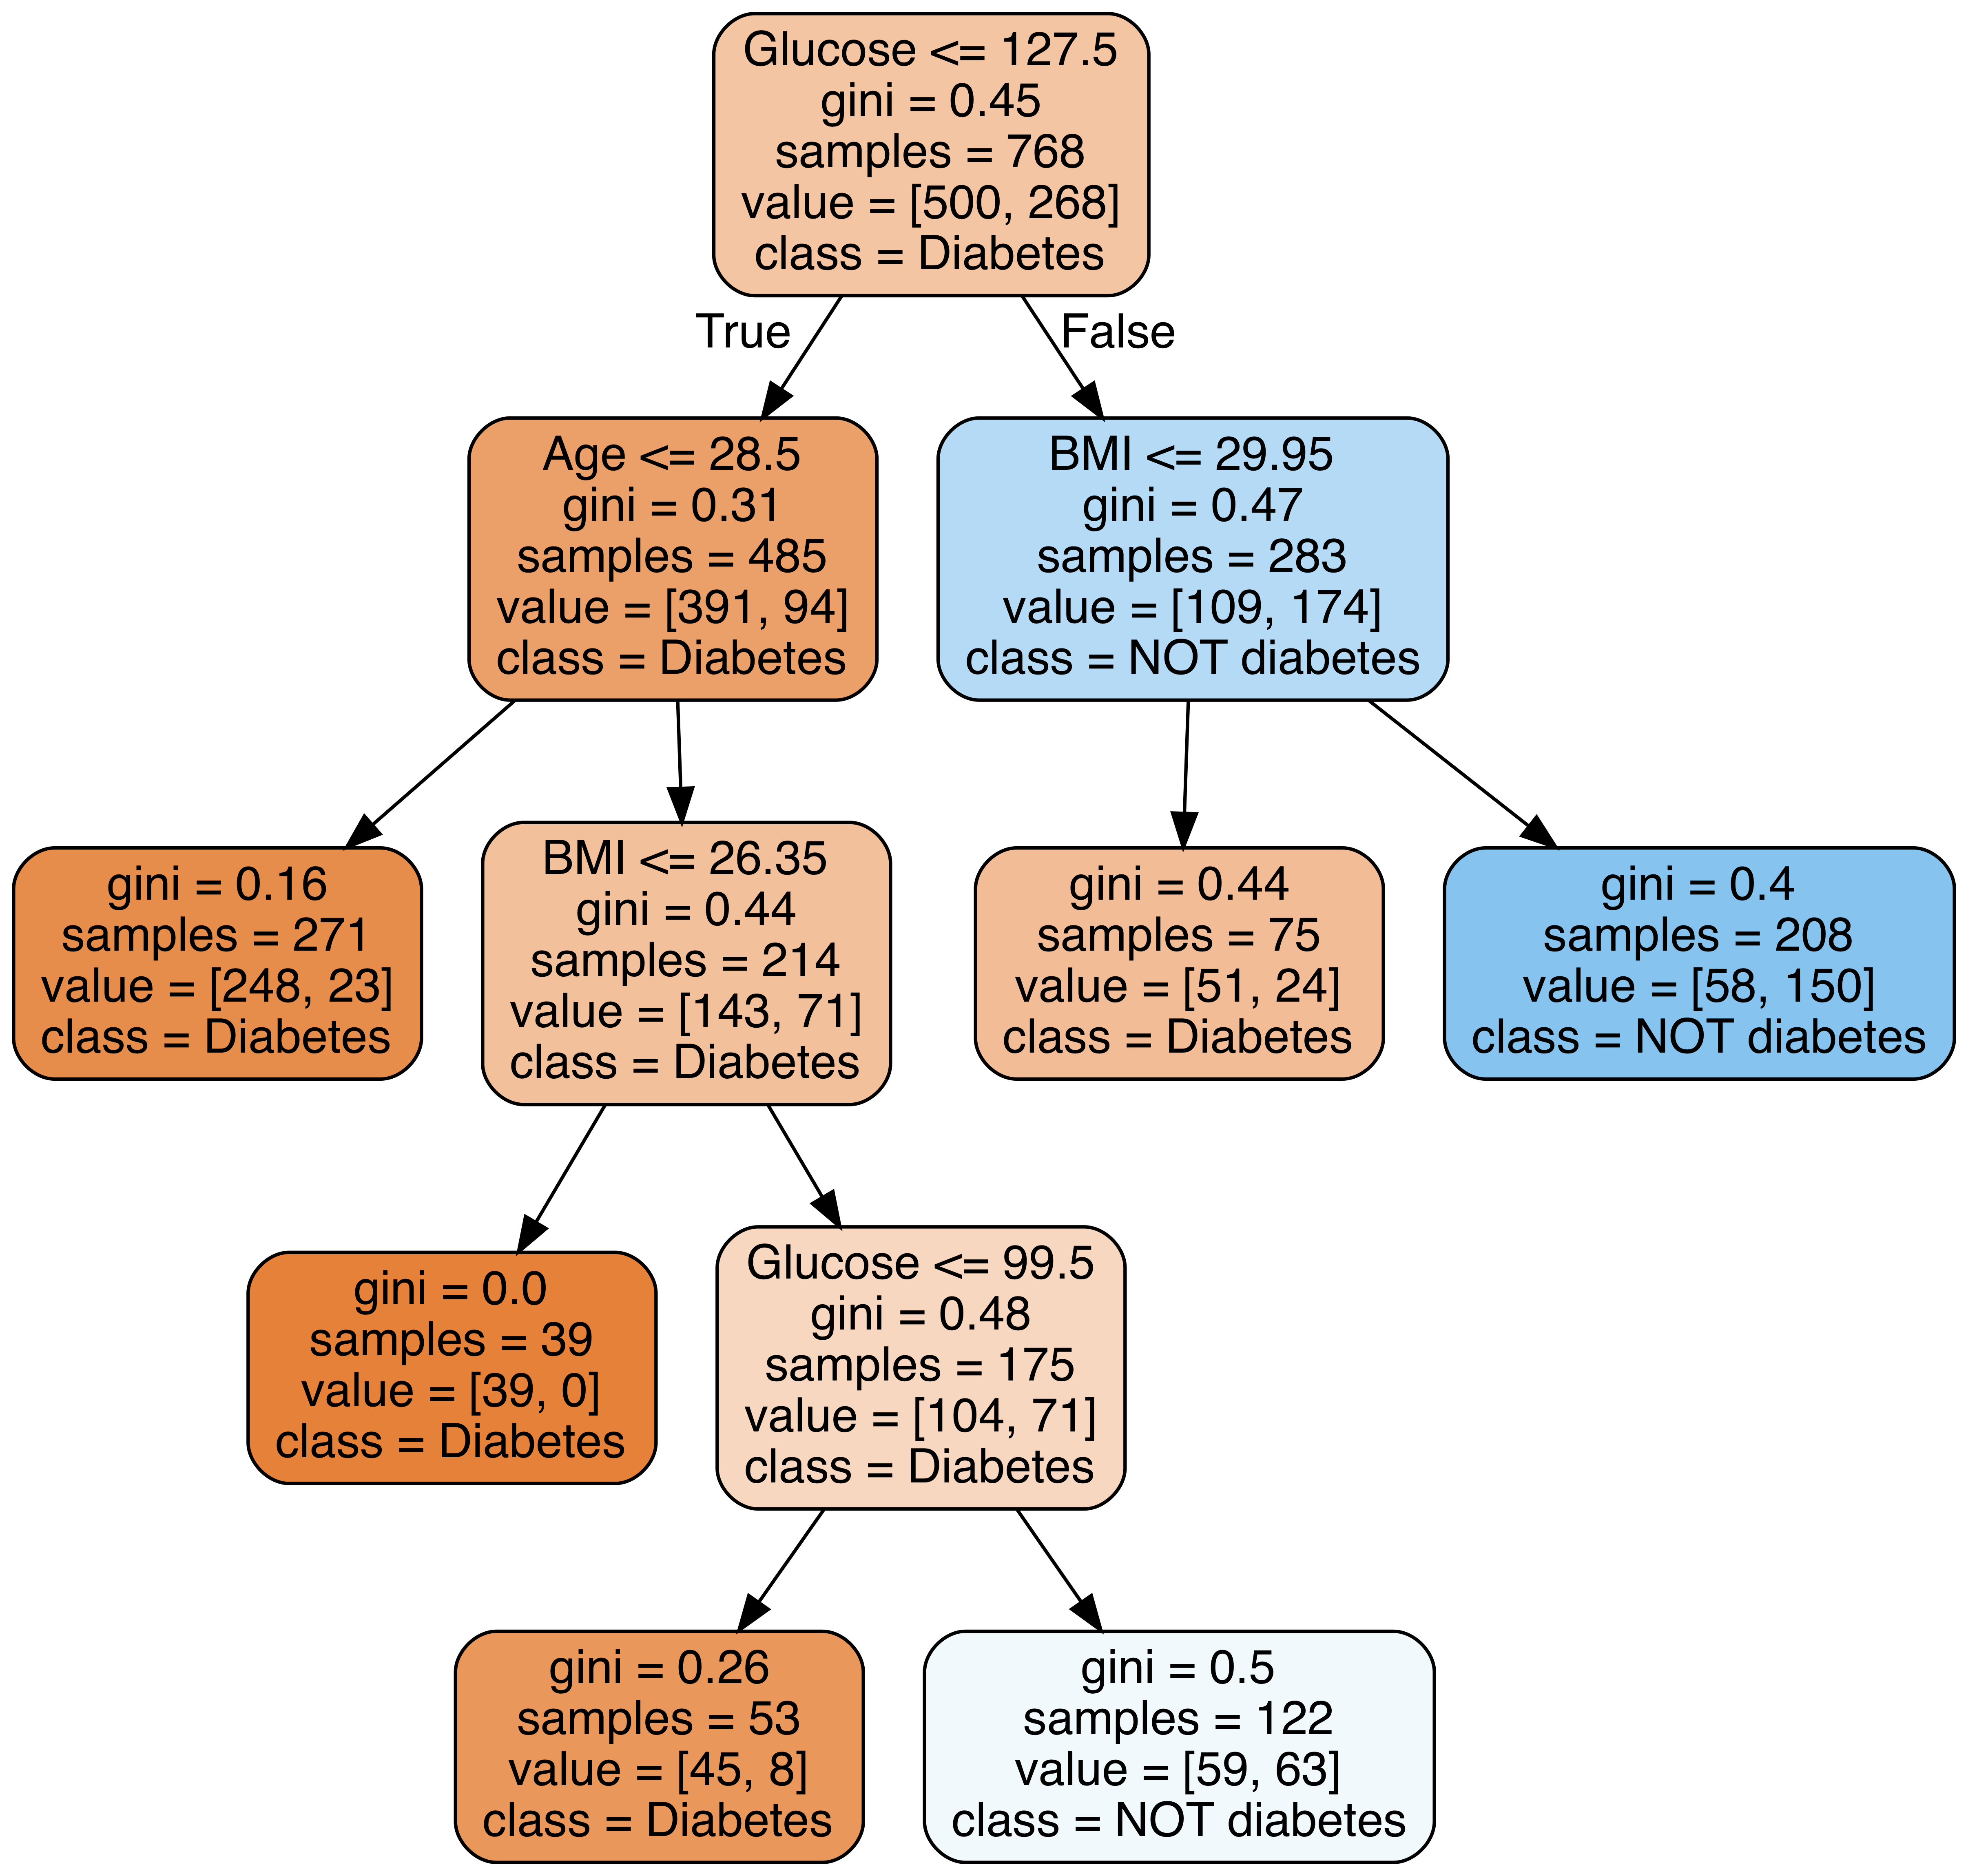 Glucose <= 127.5
gini = 0.45
samples = 768
value = [500, 268]
class = Diabetes
True
False
Age <= 28.5
gini = 0.31
samples = 485
value = [391, 94]
class = Diabetes
BMI <= 29.95
gini = 0.47
samples = 283
value = [109, 174]
class = NOT diabetes
gini = 0.16
samples = 271
value = [248, 23]
class = Diabetes
BMI <= 26.35
gini = 0.44
samples = 214
value = [143, 71]
class = Diabetes
gini = 0.44
samples = 75
value = [51, 24]
class = Diabetes
gini = 0.4
samples = 208
value = [58, 150]
class = NOT diabetes
gini = 0.0
samples = 39
value = [39, 0]
class = Diabetes
Glucose <= 99.5
gini = 0.48
samples = 175
value = [104, 71]
class = Diabetes
gini = 0.26
samples = 53
value = [45, 8]
class = Diabetes
gini = 0.5
samples = 122
value = [59, 63]
class = NOT diabetes